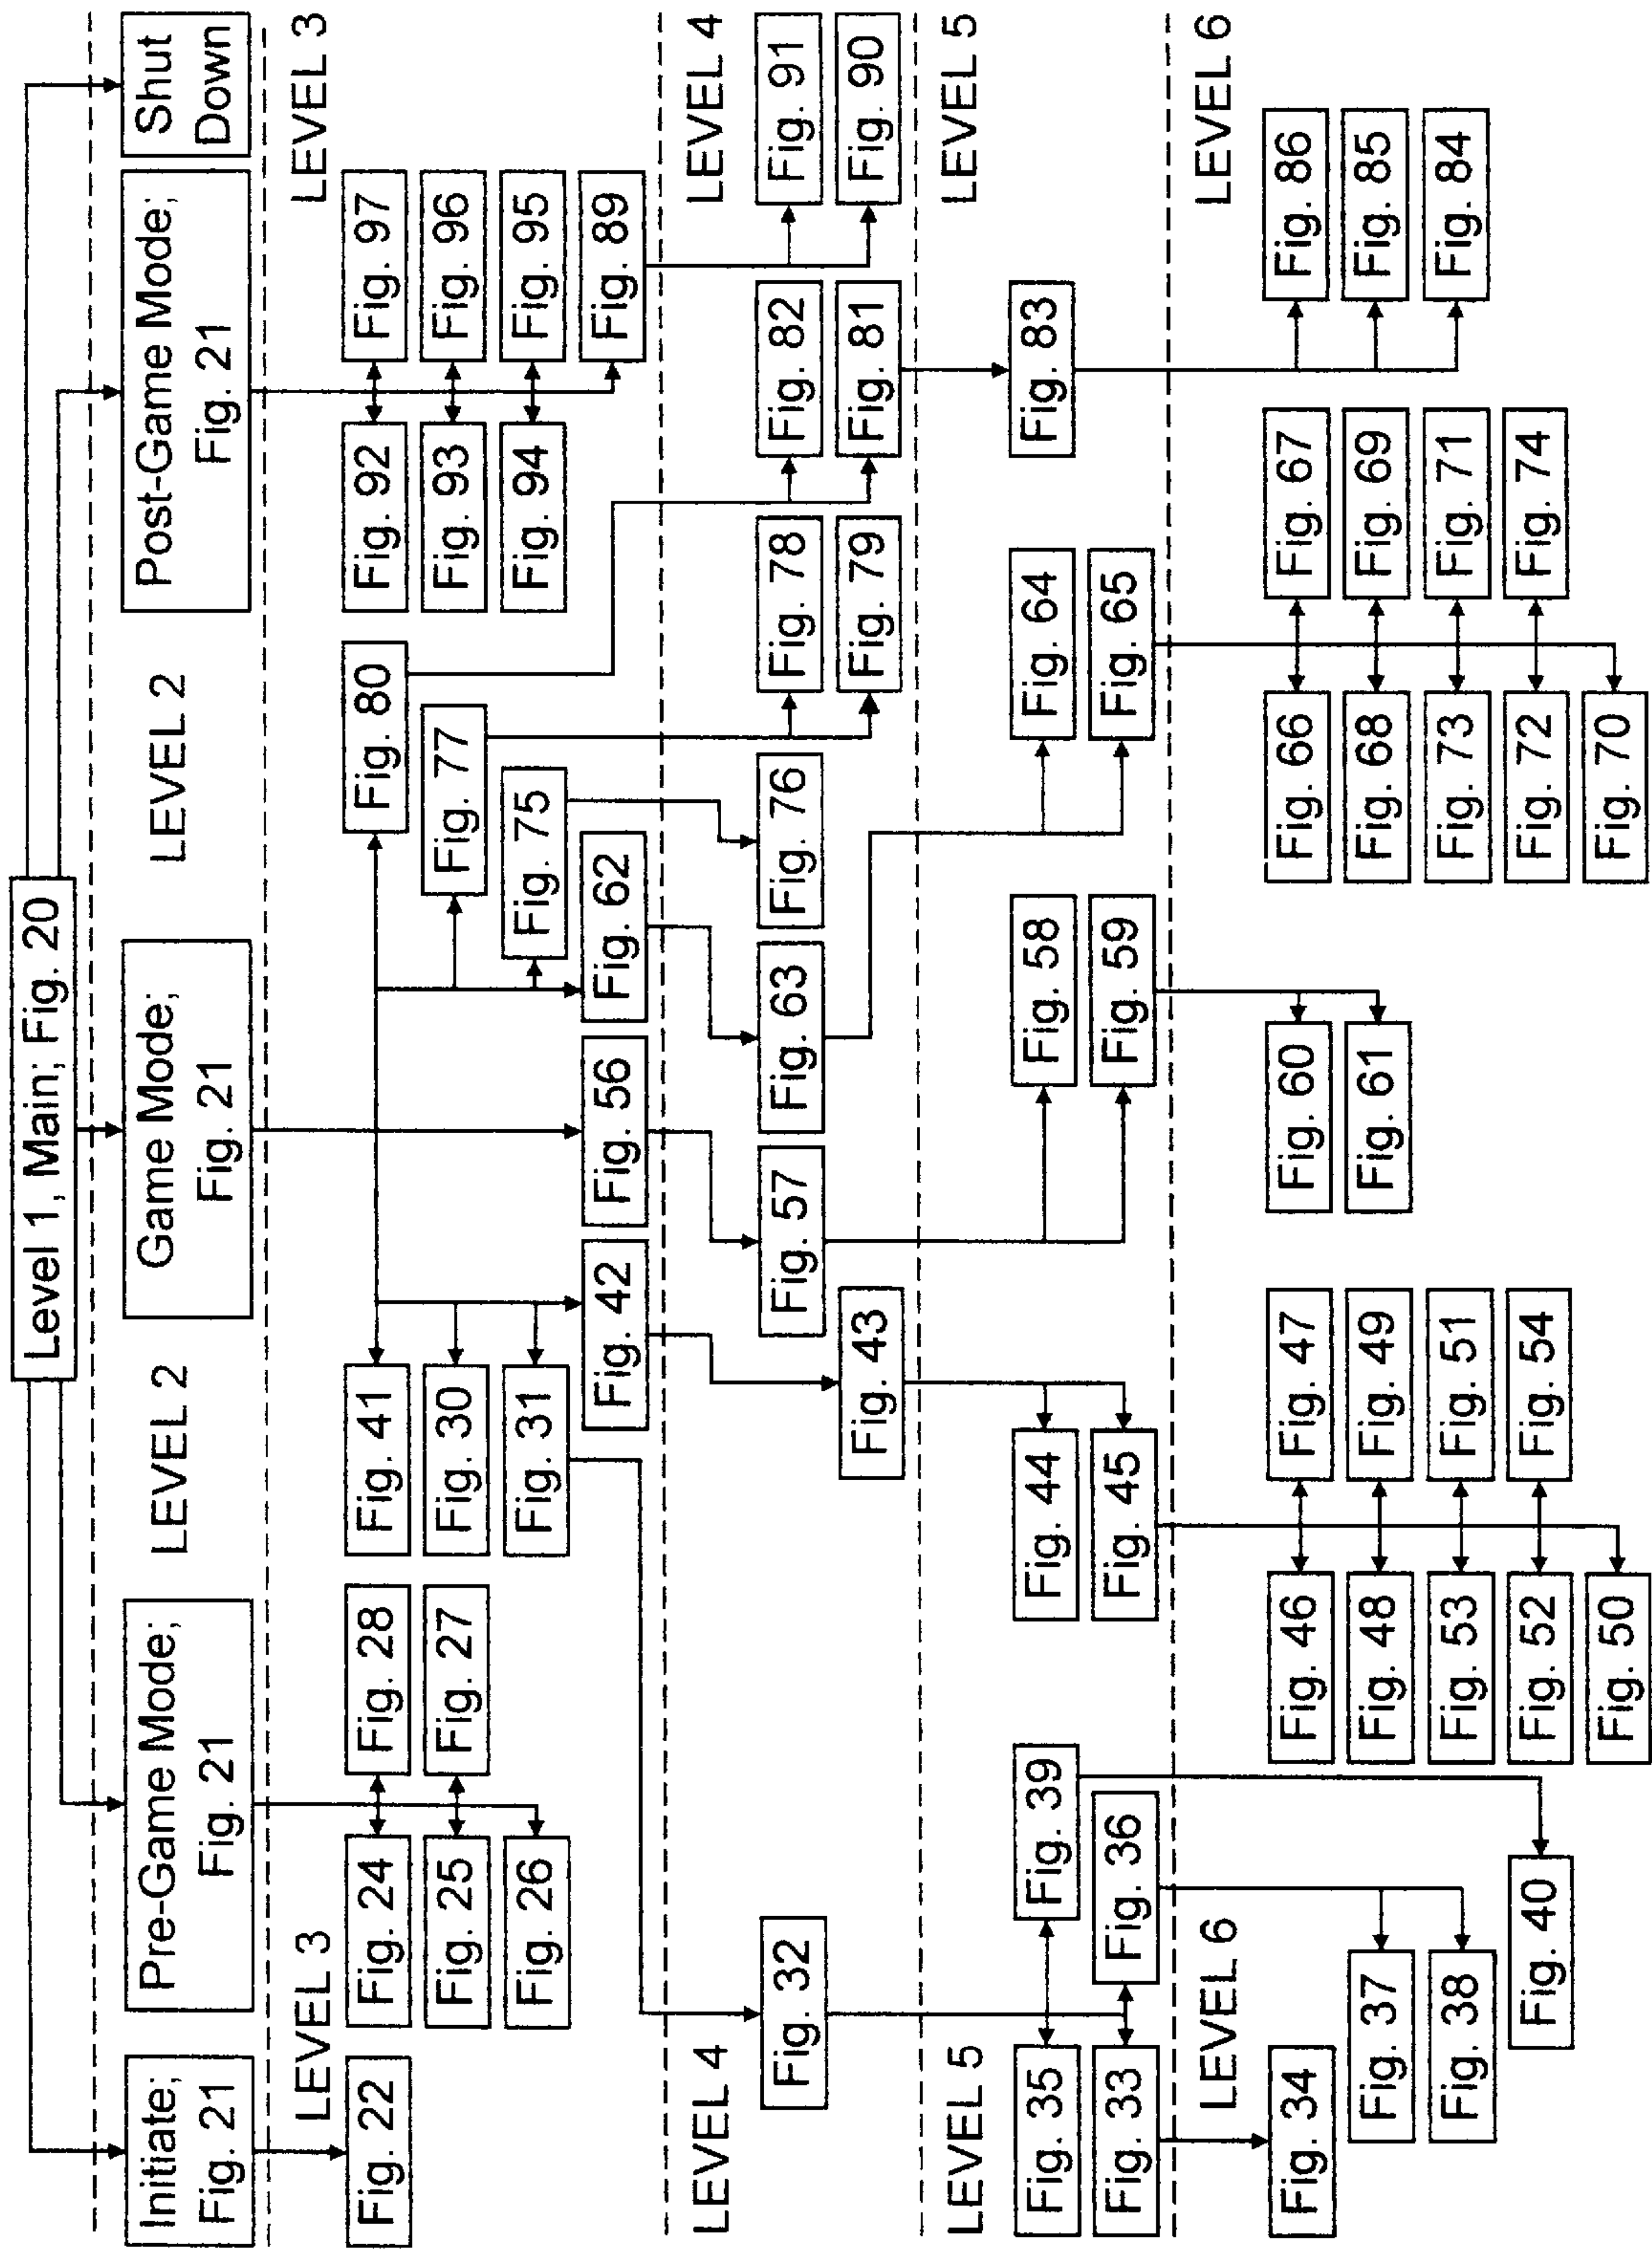 Level 1, Main; Fig. 20
Initiate;
Fig. 21
Pre-Game Mode;
Fig. 21
LEVEL 2
Game Mode;
Fig. 21
LEVEL 2
Post-Game Mode;
Fig. 21
Shut
Down
LEVEL 3
LEVEL 3
Fig. 22
Fig. 24
Fig. 28
Fig. 25
Fig. 27
Fig. 26
Fig. 41
Fig. 30
Fig. 31
Fig. 42
Fig. 56
Fig. 80
Fig. 77
Fig. 75
Fig. 62
Fig. 92
Fig. 97
Fig. 93
Fig. 96
Fig. 94
Fig. 95
Fig. 89
LEVEL 4
LEVEL 4
Fig. 32
Fig. 43
Fig. 57
Fig. 63
Fig. 76
Fig. 78
Fig. 79
Fig. 82
Fig. 81
Fig. 91
Fig. 90
LEVEL 5
LEVEL 5
Fig. 35
Fig. 39
Fig. 33
Fig. 36
Fig. 44
Fig. 45
Fig. 58
Fig. 59
Fig. 64
Fig. 65
Fig. 83
LEVEL 6
LEVEL 6
Fig. 34
Fig. 37
Fig. 38
Fig. 40
Fig. 46
Fig. 47
Fig. 48
Fig. 49
Fig. 53
Fig. 51
Fig. 52
Fig. 54
Fig. 50
Fig. 60
Fig. 61
Fig. 66
Fig. 67
Fig. 68
Fig. 69
Fig. 73
Fig. 71
Fig. 72
Fig. 74
Fig. 70
Fig. 86
Fig. 85
Fig. 84